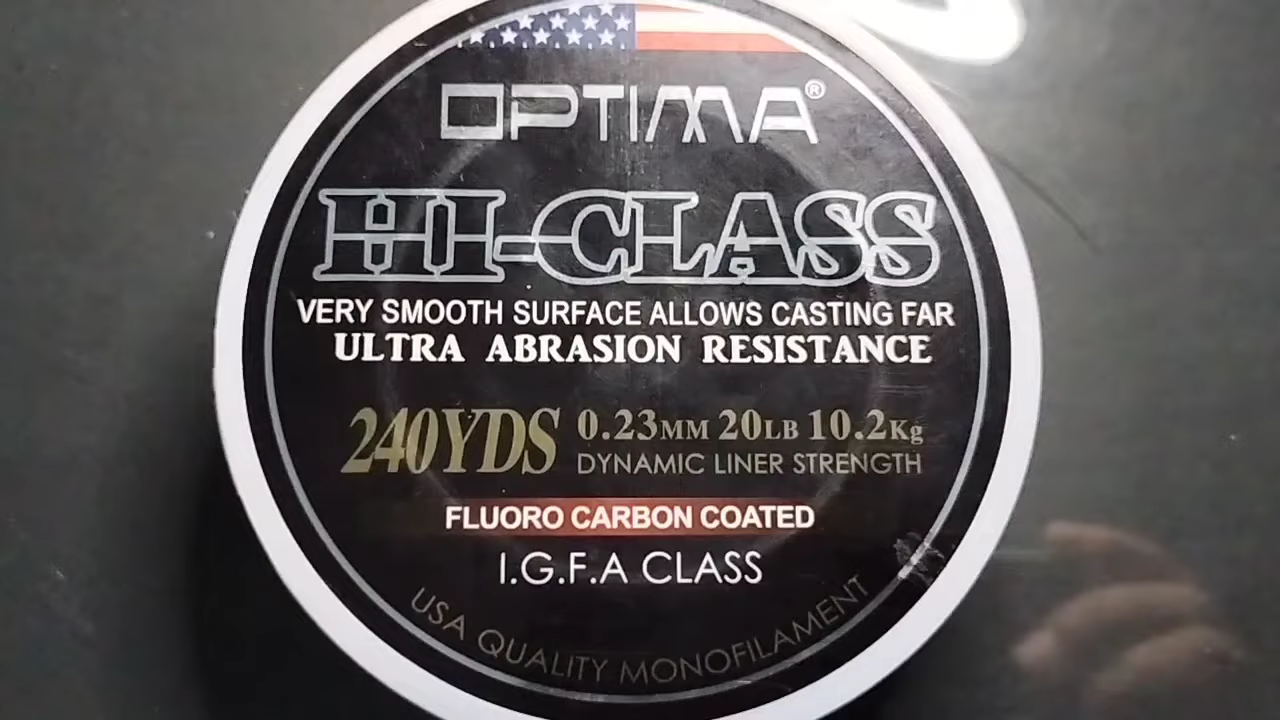 OPTIMA®
HI-CLASS
VERY SMOOTH SURFACE ALLOWS CASTING FAR
ULTRA ABRASION RESISTANCE
240YDS 0.23MM 20LB 10.2Kg
DYNAMIC LINER STRENGTH
FLUORO CARBON COATED
I.G.F.A CLASS
USA QUALITY MONOFILAMENT